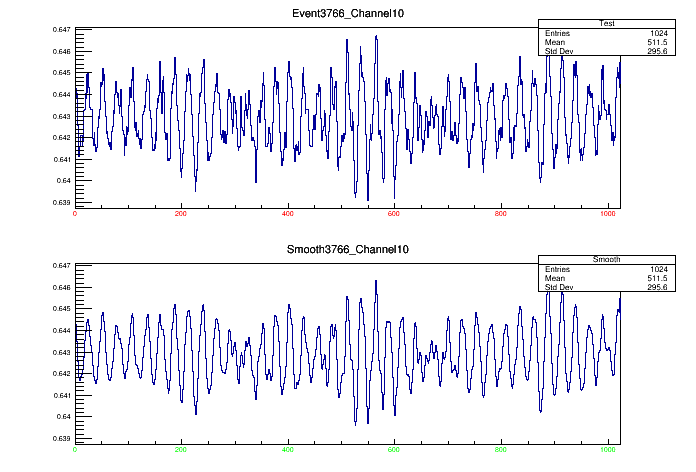 Event3766_Channel10
Test
Entries 1024
Mean 511.5
Std Dev 295.6
0.647
0.646
0.645
0.644
0.643
0.642
0.641
0.64
0.639
0 200 400 600 800 1000
Smooth3766_Channel10
Smooth
Entries 1024
Mean 511.5
Std Dev 295.6
0.647
0.646
0.645
0.644
0.643
0.642
0.641
0.64
0.639
0 200 400 600 800 1000